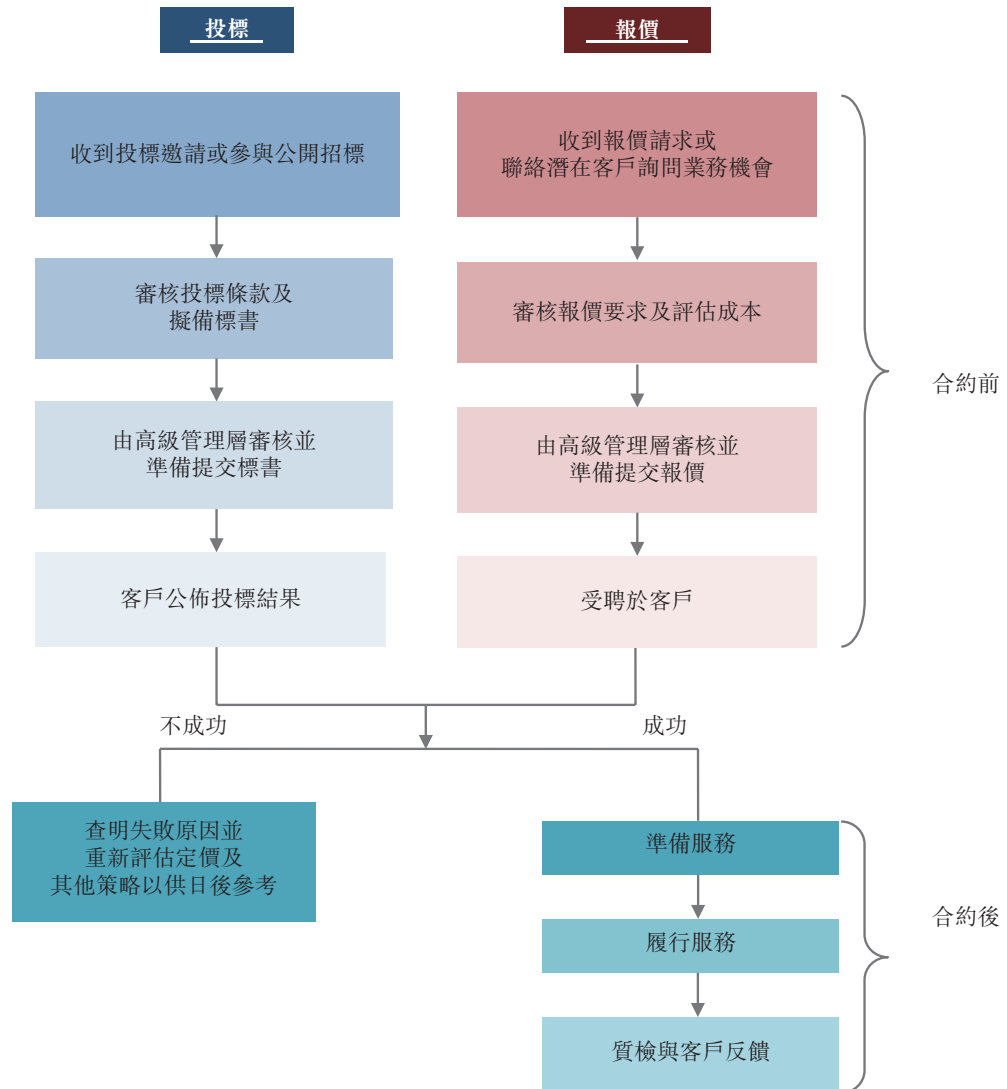 投標
報價
收到投標邀請或參與公開招標
收到報價請求或
聯絡潛在客戶詢問業務機會
審核投標條款及
擬備標書
審核報價要求及評估成本
合約前
由高級管理層審核並
準備提交標書
由高級管理層審核並
準備提交報價
客戶公佈投標結果
受聘於客戶
不成功
成功
查明失敗原因並
重新評估定價及
其他策略以供日後參考
準備服務
合約後
履行服務
質檢與客戶反饋